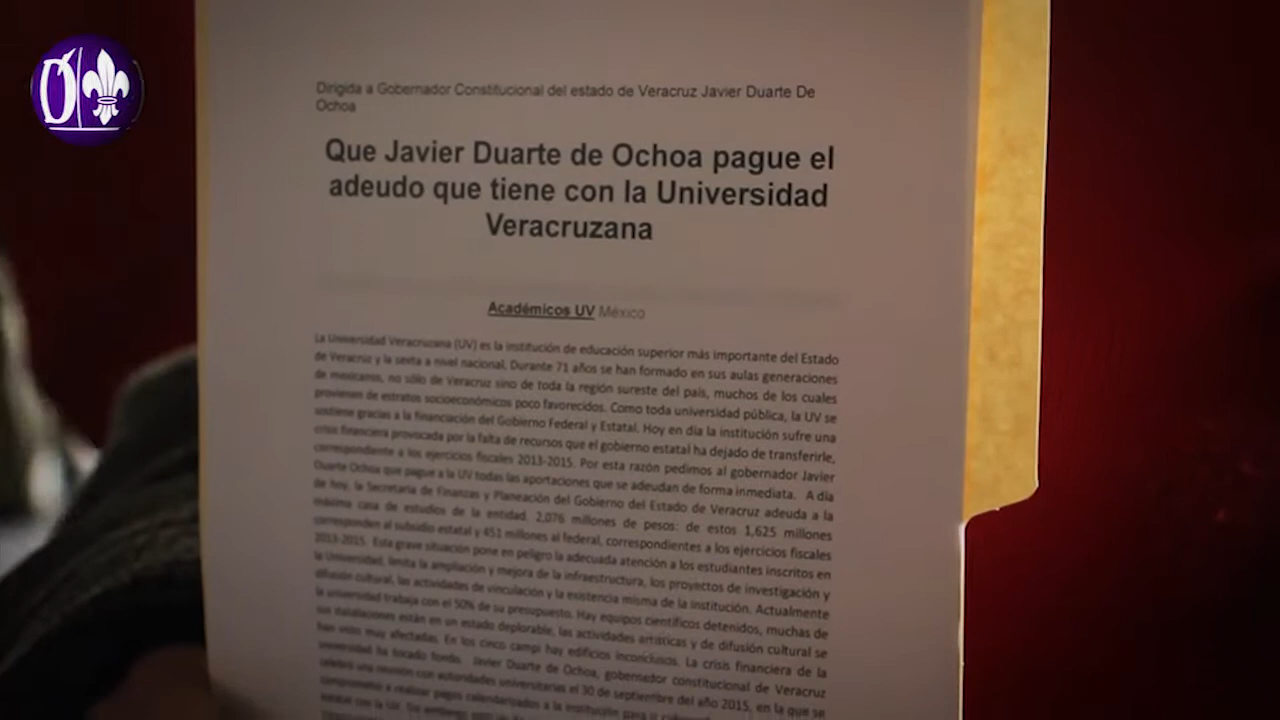 Dirigida a Gobernador Constitucional del estado de Veracruz Javier Duarte De
Ochoa
Que Javier Duarte de Ochoa pague el
adeudo que tiene con la Universidad
Veracruzana
Académicos UV México
La Universidad Veracruzana (UV) es la institución de educación superior más importante del Estado
de Veracruz y la sexta a nivel nacional. Durante 71 años se han formado en sus aulas generaciones
de mexicanos, no sólo de Veracruz sino de toda la región sureste del país, muchos de los cuales
provienen de estratos socioeconómicos poco favorecidos. Como toda universidad pública, la UV se
sostiene gracias a la financiación del Gobierno Federal y Estatal. Hoy en día la institución sufre una
crisis financiera provocada por la falta de recursos que el gobierno estatal ha dejado de transferirle,
correspondiente a los ejercicios fiscales 2013-2015. Por esta razón pedimos al gobernador Javier
Duarte Ochoa que pague a la UV todas las aportaciones que se adeudan de forma inmediata. A día
de hoy, la Secretaría de Finanzas y Planeación del Gobierno del Estado de Veracruz adeuda a la
máxima casa de estudios de la entidad, 2,076 millones de pesos: de estos 1,625 millones
corresponden al subsidio estatal y 451 millones al federal, correspondientes a los ejercicios fiscales
2013-2015. Esta grave situación pone en peligro la adecuada atención a los estudiantes inscritos en
la Universidad, limita la ampliación y mejora de la infraestructura, los proyectos de investigación y
difusión cultural, las actividades de vinculación y la existencia misma de la Institución. Actualmente
la universidad trabaja con el 50% de su presupuesto. Hay equipos científicos detenidos, muchas de
sus instalaciones están en un estado deplorable, las actividades artísticas y de difusión cultural se
han visto muy afectadas. En los cinco campi hay edificios inconclusos. La crisis financiera de la
universidad ha tocado fondo. Javier Duarte de Ochoa, gobernador constitucional de Veracruz
celebró una reunión con autoridades universitarias el 30 de septiembre del año 2015, en la que se
comprometió a realizar pagos calendarizados a la institución para